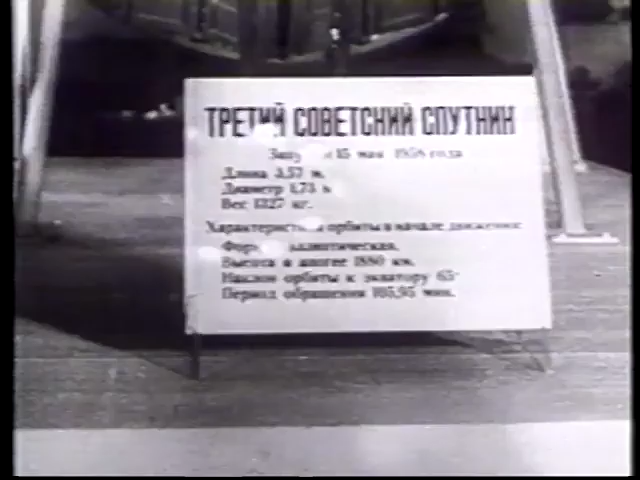 ТРЕТИЙ СОВЕТСКИЙ СПУТНИК
15 мая 1958 года
Длина 3,57 м.
Диаметр 1,73 м
Вес 1327 кг.
орбиты в начале движения:
эллиптическая.
Высота в апогее 1880 км.
Наклон орбиты к экватору 65°
Период обращения 105,95 мин.